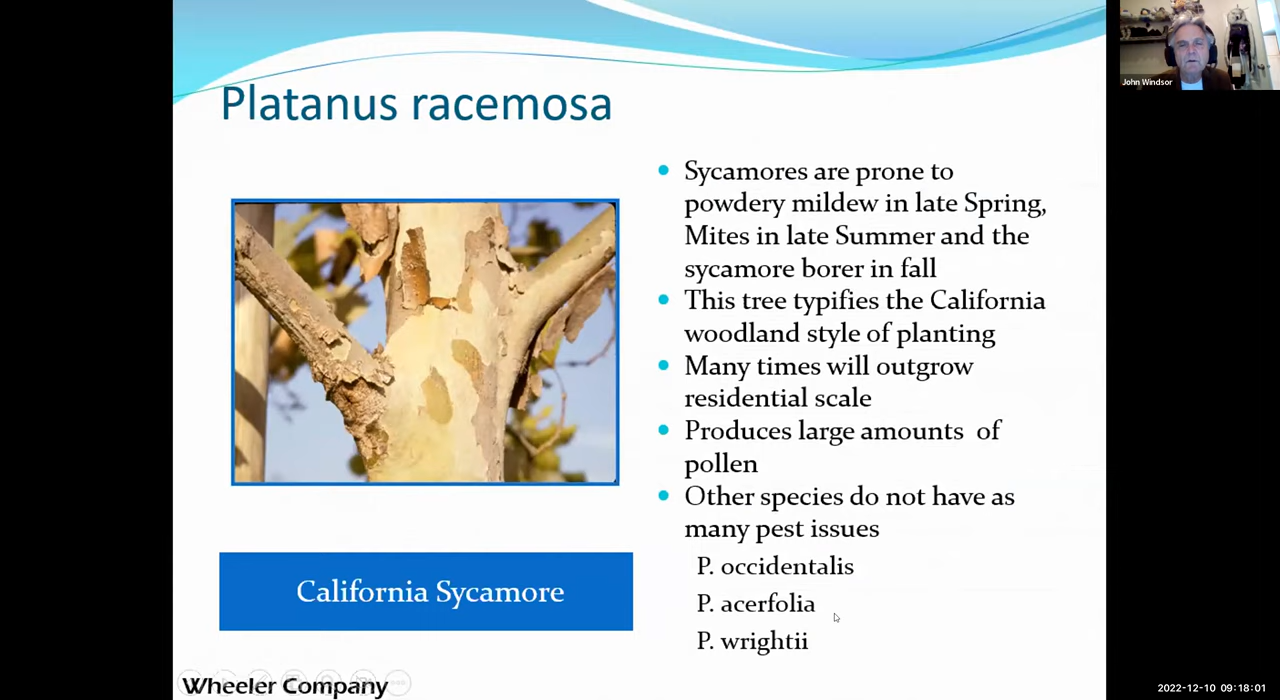 Platanus racemosa
John Windsor
Sycamores are prone to
powdery mildew in late Spring,
Mites in late Summer and the
sycamore borer in fall
This tree typifies the California
woodland style of planting
Many times will outgrow
residential scale
Produces large amounts of
pollen
Other species do not have as
many pest issues
P. occidentalis
P. acerfolia
P. wrightii
California Sycamore
Wheeler Company
2022-12-10 09:18:01